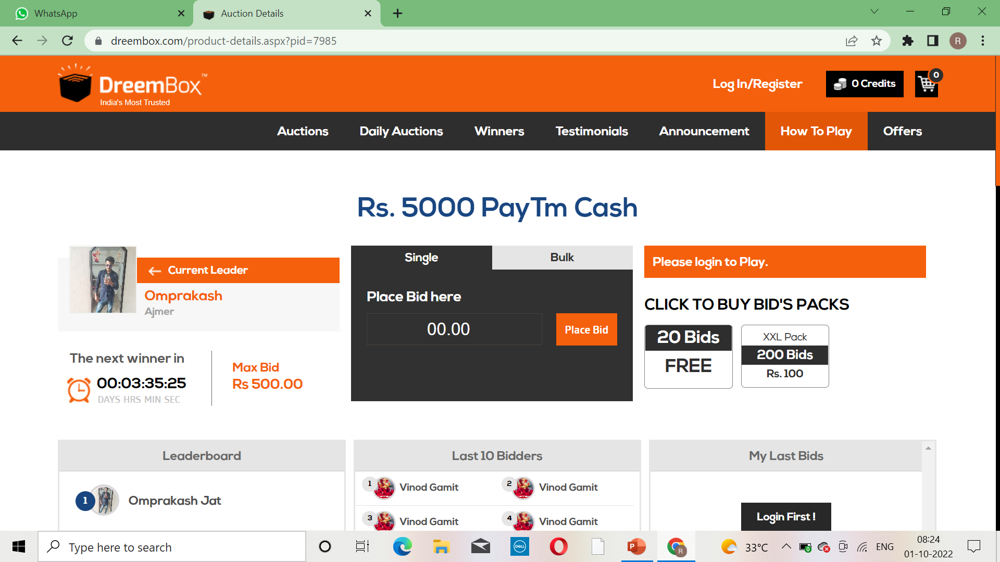 WhatsApp
Auction Details
dreembox.com/product-details.aspx?pid=7985
R
DreemBox™
India's Most Trusted
Log In/Register
0 Credits
0
Auctions
Daily Auctions
Winners
Testimonials
Announcement
How To Play
Offers
Rs. 5000 PayTm Cash
Current Leader
Omprakash
Ajmer
The next winner in
00:03:35:25
DAYS HRS MIN SEC
Max Bid
Rs 500.00
Single
Bulk
Place Bid here
00.00
Place Bid
Please login to Play.
CLICK TO BUY BID'S PACKS
20 Bids
FREE
XXL Pack
200 Bids
Rs. 100
Leaderboard
1
Omprakash Jat
Last 10 Bidders
1 Vinod Gamit
2 Vinod Gamit
3 Vinod Gamit
4 Vinod Gamit
My Last Bids
Login First !
Type here to search
DELL
P
R
33°C
ENG
08:24
01-10-2022